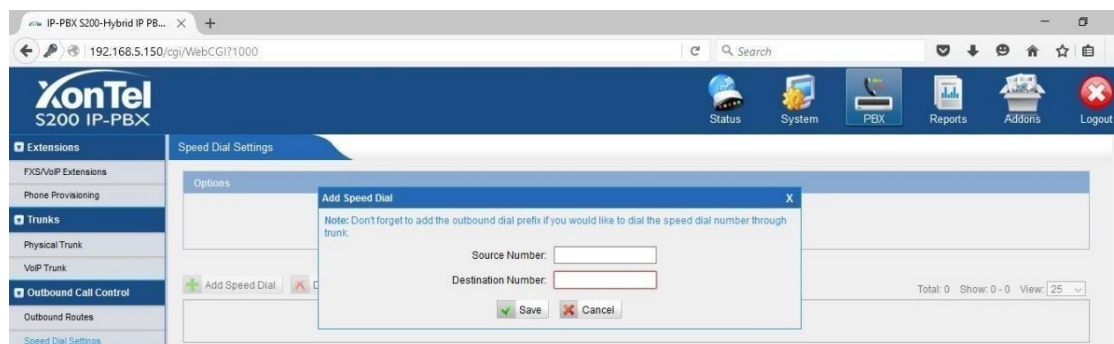 IP-PBX S200-Hybrid IP PB...
192.168.5.150/cgi/WebCGI?1000
Search
XonTel
S200 IP-PBX
Status
System
PBX
Reports
Addons
Logout
Extensions
Speed Dial Settings
FXS/VoIP Extensions
Options
Phone Provisioning
Add Speed Dial
X
Note: Don't forget to add the outbound dial prefix if you would like to dial the speed dial number through
trunk.
Trunks
Physical Trunk
Source Number:
VoIP Trunk
Destination Number:
Add Speed Dial
D
Total: 0 Show: 0 - 0 View: 25
Outbound Call Control
Save
Cancel
Outbound Routes
Speed Dial Settings